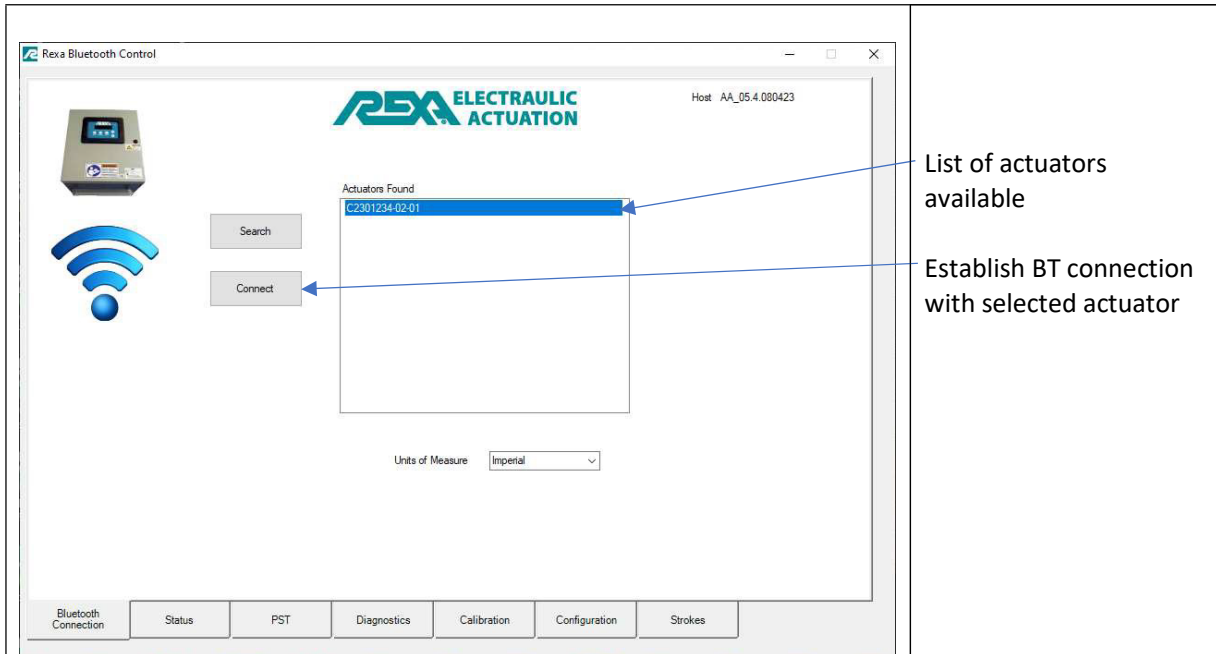 Rexa Bluetooth Control
REXA ELECTRAULIC
ACTUATION
Host AA_05.4.080423
Actuators Found
C2301234-02-01
Search
Connect
Units of Measure Imperial
Bluetooth
Connection
Status
PST
Diagnostics
Calibration
Configuration
Strokes
List of actuators
available
Establish BT connection
with selected actuator